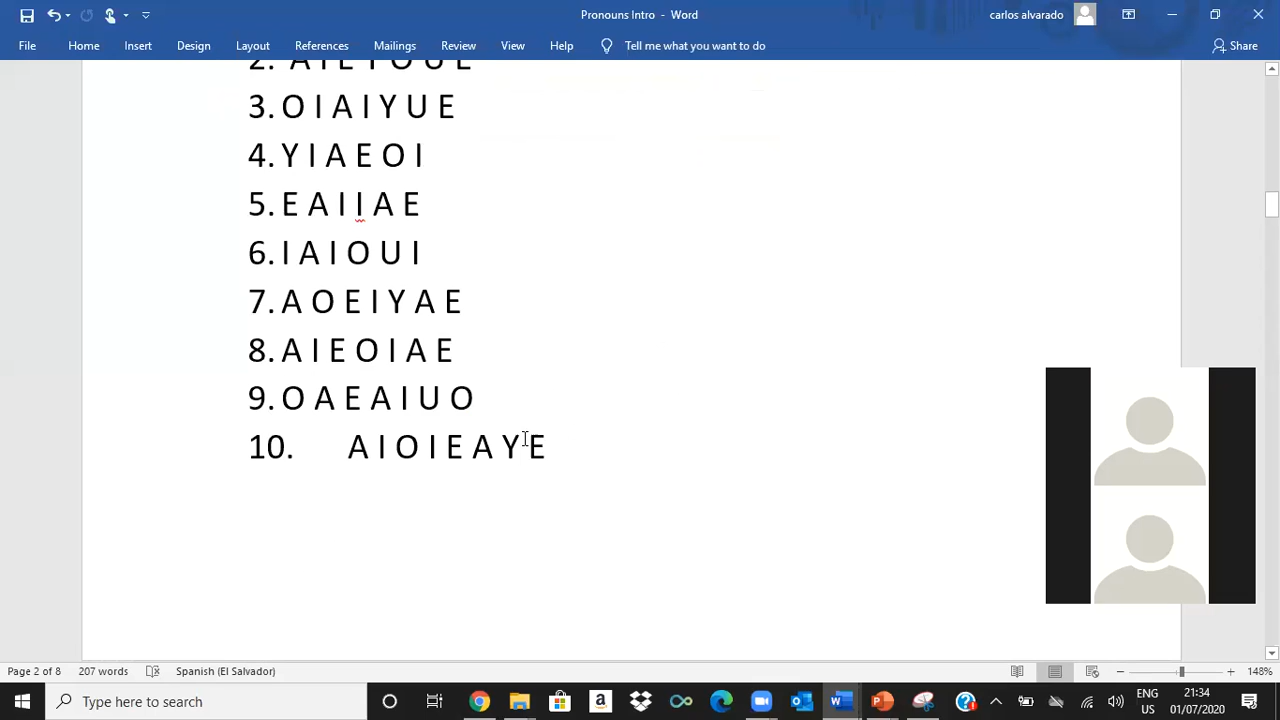 Pronouns Intro - Word
carlos alvarado
File Home Insert Design Layout References Mailings Review View Help Tell me what you want to do Share
2. A I E Y O U E
3. O I A I Y U E
4. Y I A E O I
5. E A I I A E
6. I A I O U I
7. A O E I Y A E
8. A I E O I A E
9. O A E A I U O
10. A I O I E A Y E
Page 2 of 8 207 words Spanish (El Salvador) 148%
Type here to search
ENG 21:34
US 01/07/2020